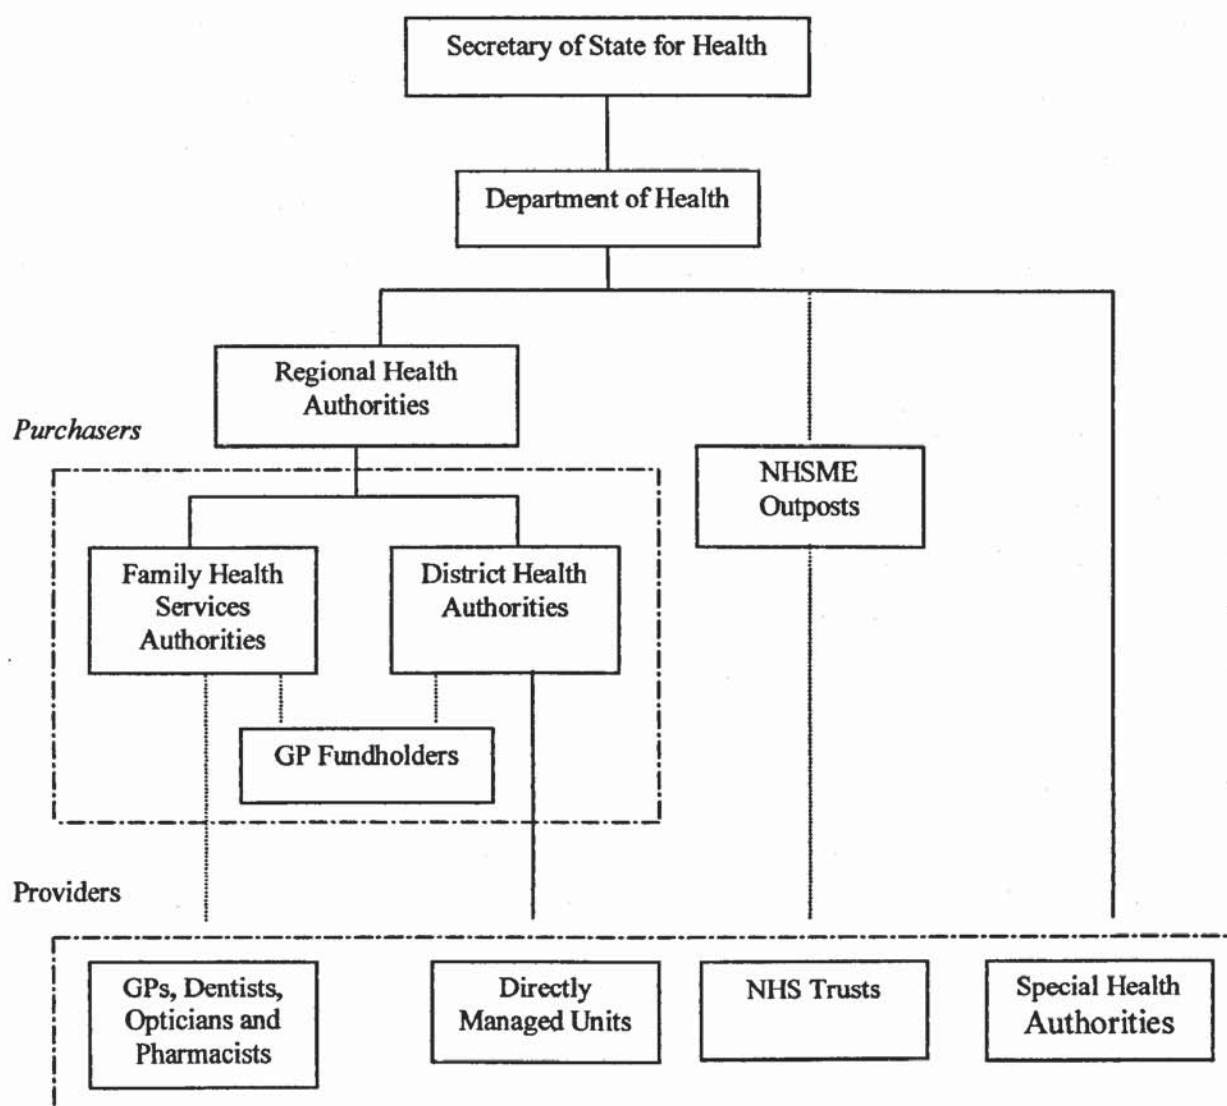 Secretary of State for Health
Department of Health
Regional Health
Authorities
Purchasers
NHSME
Outposts
Family Health
Services
Authorities
District Health
Authorities
GP Fundholders
Providers
GPs, Dentists,
Opticians and
Pharmacists
Directly
Managed Units
NHS Trusts
Special Health
Authorities